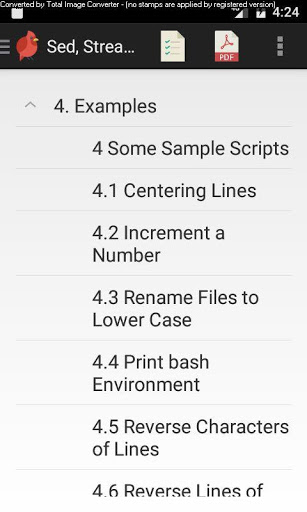 Converted by Total Image Converter - (no stamps are applied by registered version)
4:24
Sed, Strea...
PDF
4. Examples
4 Some Sample Scripts
4.1 Centering Lines
4.2 Increment a
Number
4.3 Rename Files to
Lower Case
4.4 Print bash
Environment
4.5 Reverse Characters
of Lines
4.6 Reverse Lines of